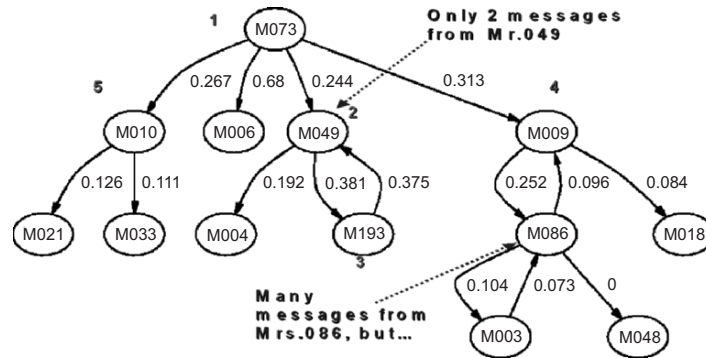 1
M073
Only 2 messages
from Mr.049
0.267
0.68
0.244
0.313
5
4
M010
M006
M049
2
M009
0.126
0.111
0.192
0.381
0.375
0.252
0.096
0.084
M021
M033
M004
M193
3
M086
M018
Many
messages from
Mrs.086, but...
0.104
0.073
0
M003
M048